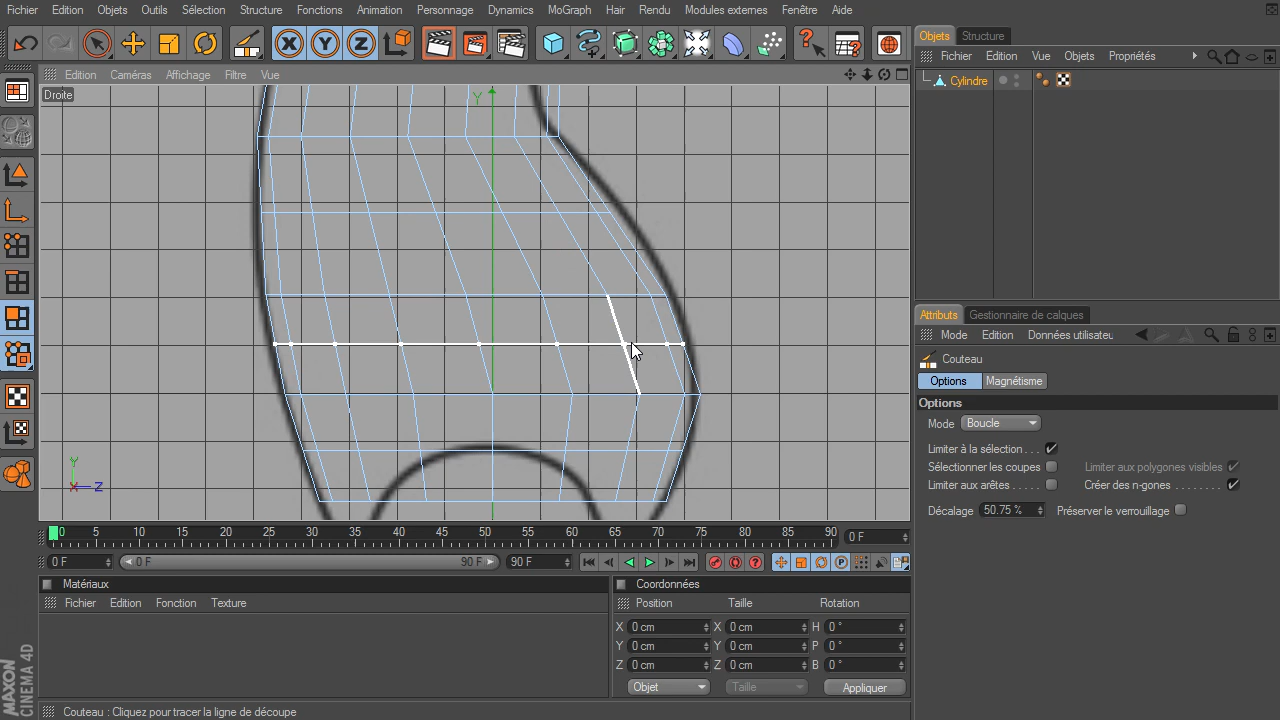 Fichier Edition Objets Outils Sélection Structure Fonctions Animation Personnage Dynamics MoGraph Hair Rendu Modules externes Fenêtre Aide
X Y Z
Edition Caméras Affichage Filtre Vue
Droite
Y
Y
X Z
0 5 10 15 20 25 30 35 40 45 50 55 60 65 70 75 80 85 90 0 F
0 F 0 F 90 F 90 F
Matériaux
Fichier Edition Fonction Texture
Coordonnées
Position Taille Rotation
X 0 cm X 0 cm H 0 °
Y 0 cm Y 0 cm P 0 °
Z 0 cm Z 0 cm B 0 °
Objet Taille Appliquer
Couteau : Cliquez pour tracer la ligne de découpe
MAXON
CINEMA 4D
Objets Structure
Fichier Edition Vue Objets Propriétés
Cylindre
Attributs Gestionnaire de calques
Mode Edition Données utilisateu
Couteau
Options Magnétisme
Options
Mode Boucle
Limiter à la sélection . . .
Sélectionner les coupes Limiter aux polygones visibles
Limiter aux arêtes . . . . . Créer des n-gones . . . . . . . .
Décalage 50.75 % Préserver le verrouillage